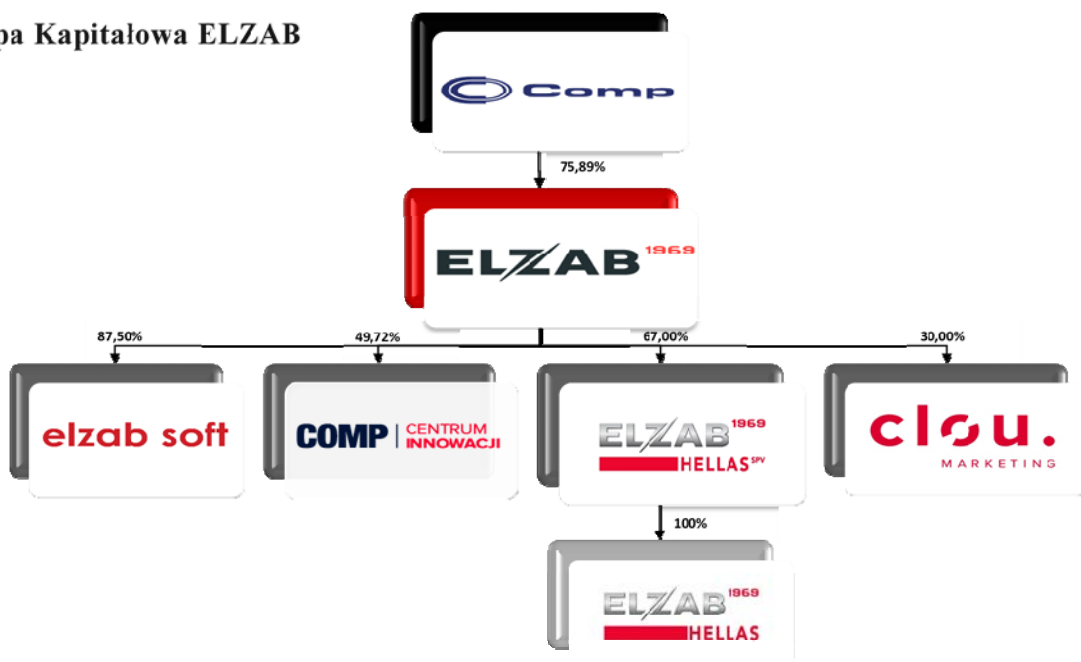 pa Kapitałowa ELZAB
Comp
75,89%
ELZAB 1969
87,50%
49,72%
67,00%
30,00%
elzab soft
COMP | CENTRUM
INNOWACJI
ELZAB 1969
HELLAS SPV
clou.
MARKETING
100%
ELZAB 1969
HELLAS